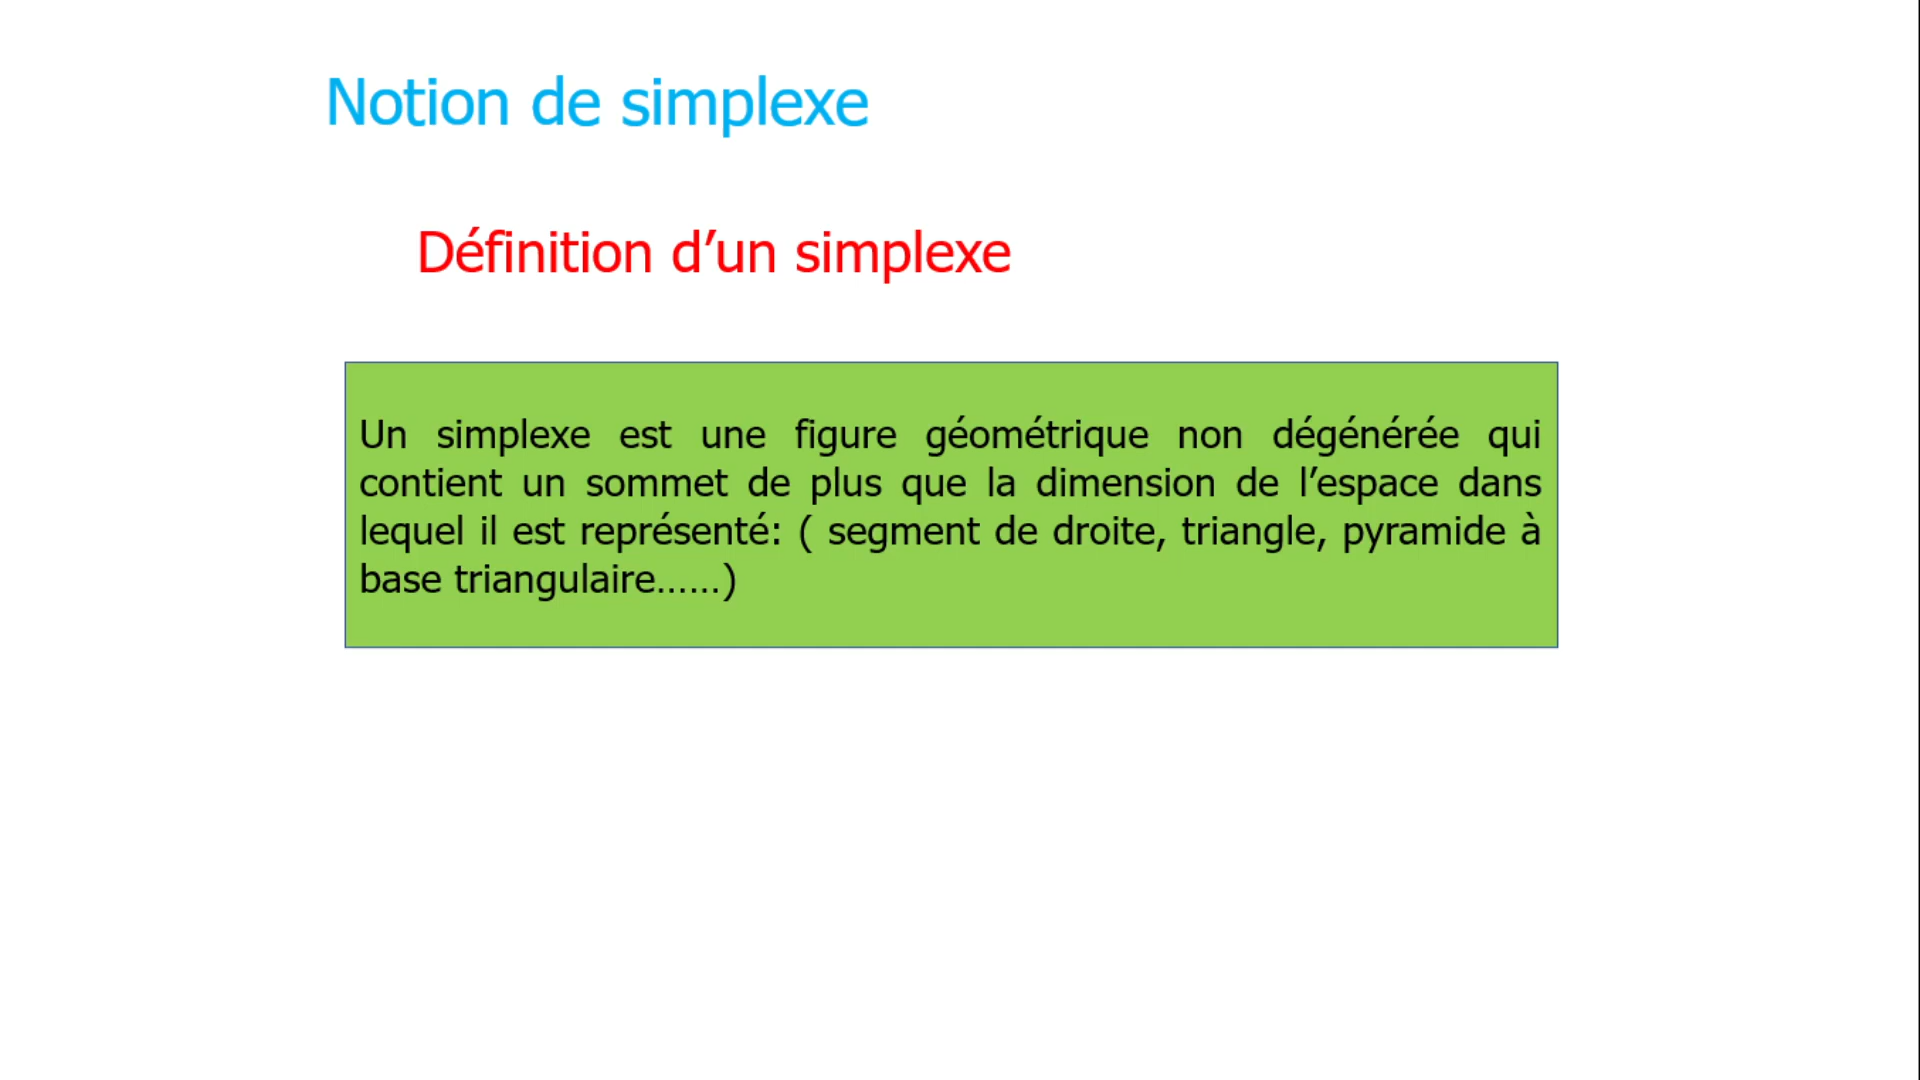 Notion de simplexe
Définition d’un simplexe
Un simplexe est une figure géométrique non dégénérée qui
contient un sommet de plus que la dimension de l’espace dans
lequel il est représenté: ( segment de droite, triangle, pyramide à
base triangulaire……)